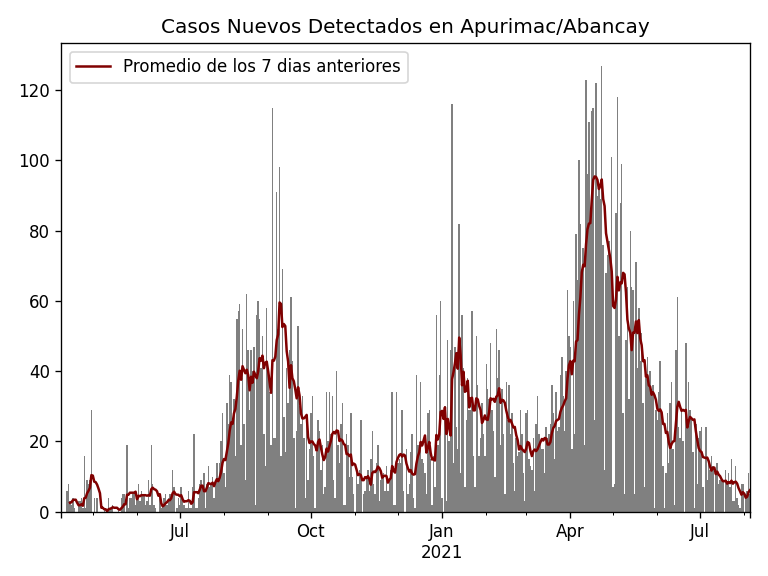 Casos Nuevos Detectados en Apurimac/Abancay
Promedio de los 7 dias anteriores
120
100
80
60
40
20
0
Jul
Oct
Jan
2021
Apr
Jul